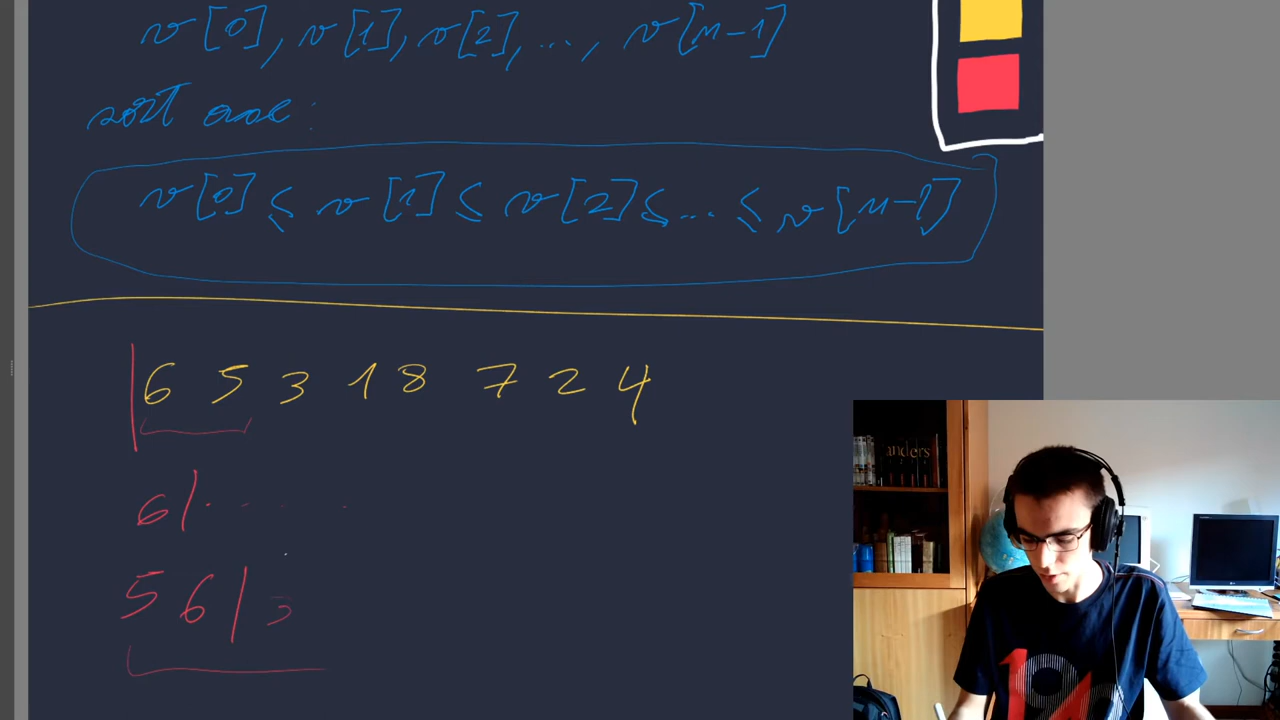 v[0], v[1], v[2], ..., v[n-1]
sort asc:
v[0] ≤ v[1] ≤ v[2] ≤ ... ≤ v[n-1]
6 5 3 1 8 7 2 4
6 | . . . . .
5 6 | 3
anders